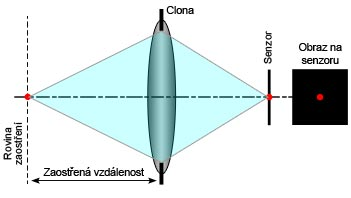 Clona
Senzor
Obraz na
senzoru
Rovina
zaostření
Zaostřená vzdálenost